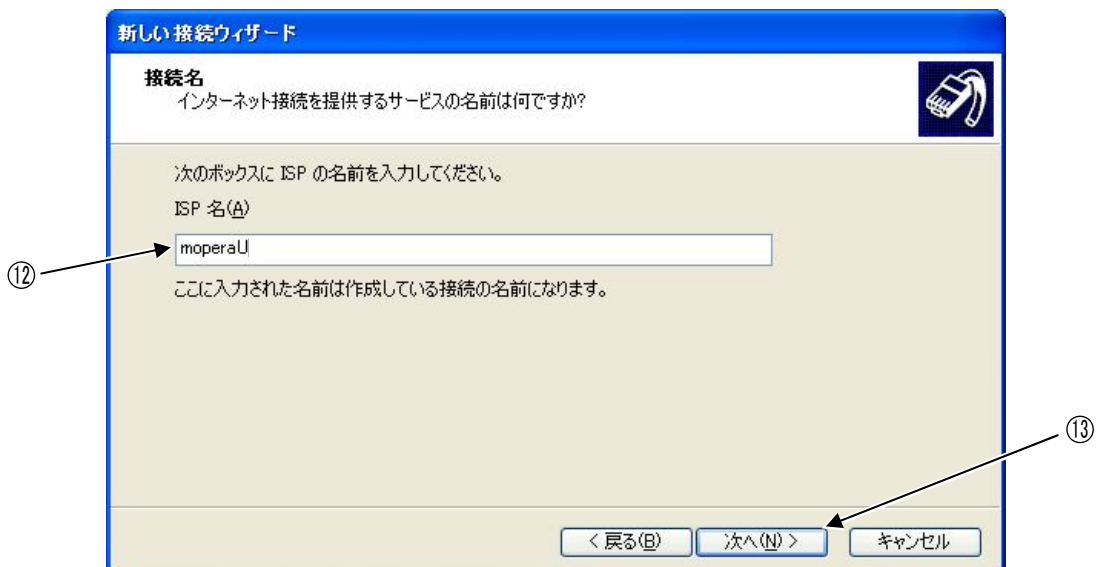 新しい接続ウィザード
接続名
インターネット接続を提供するサービスの名前は何ですか?
次のボックスに ISP の名前を入力してください。
ISP 名(A)
⑫
moperaU
ここに入力された名前は作成している接続の名前になります。
⑬
< 戻る(B) 次へ(N) > キャンセル